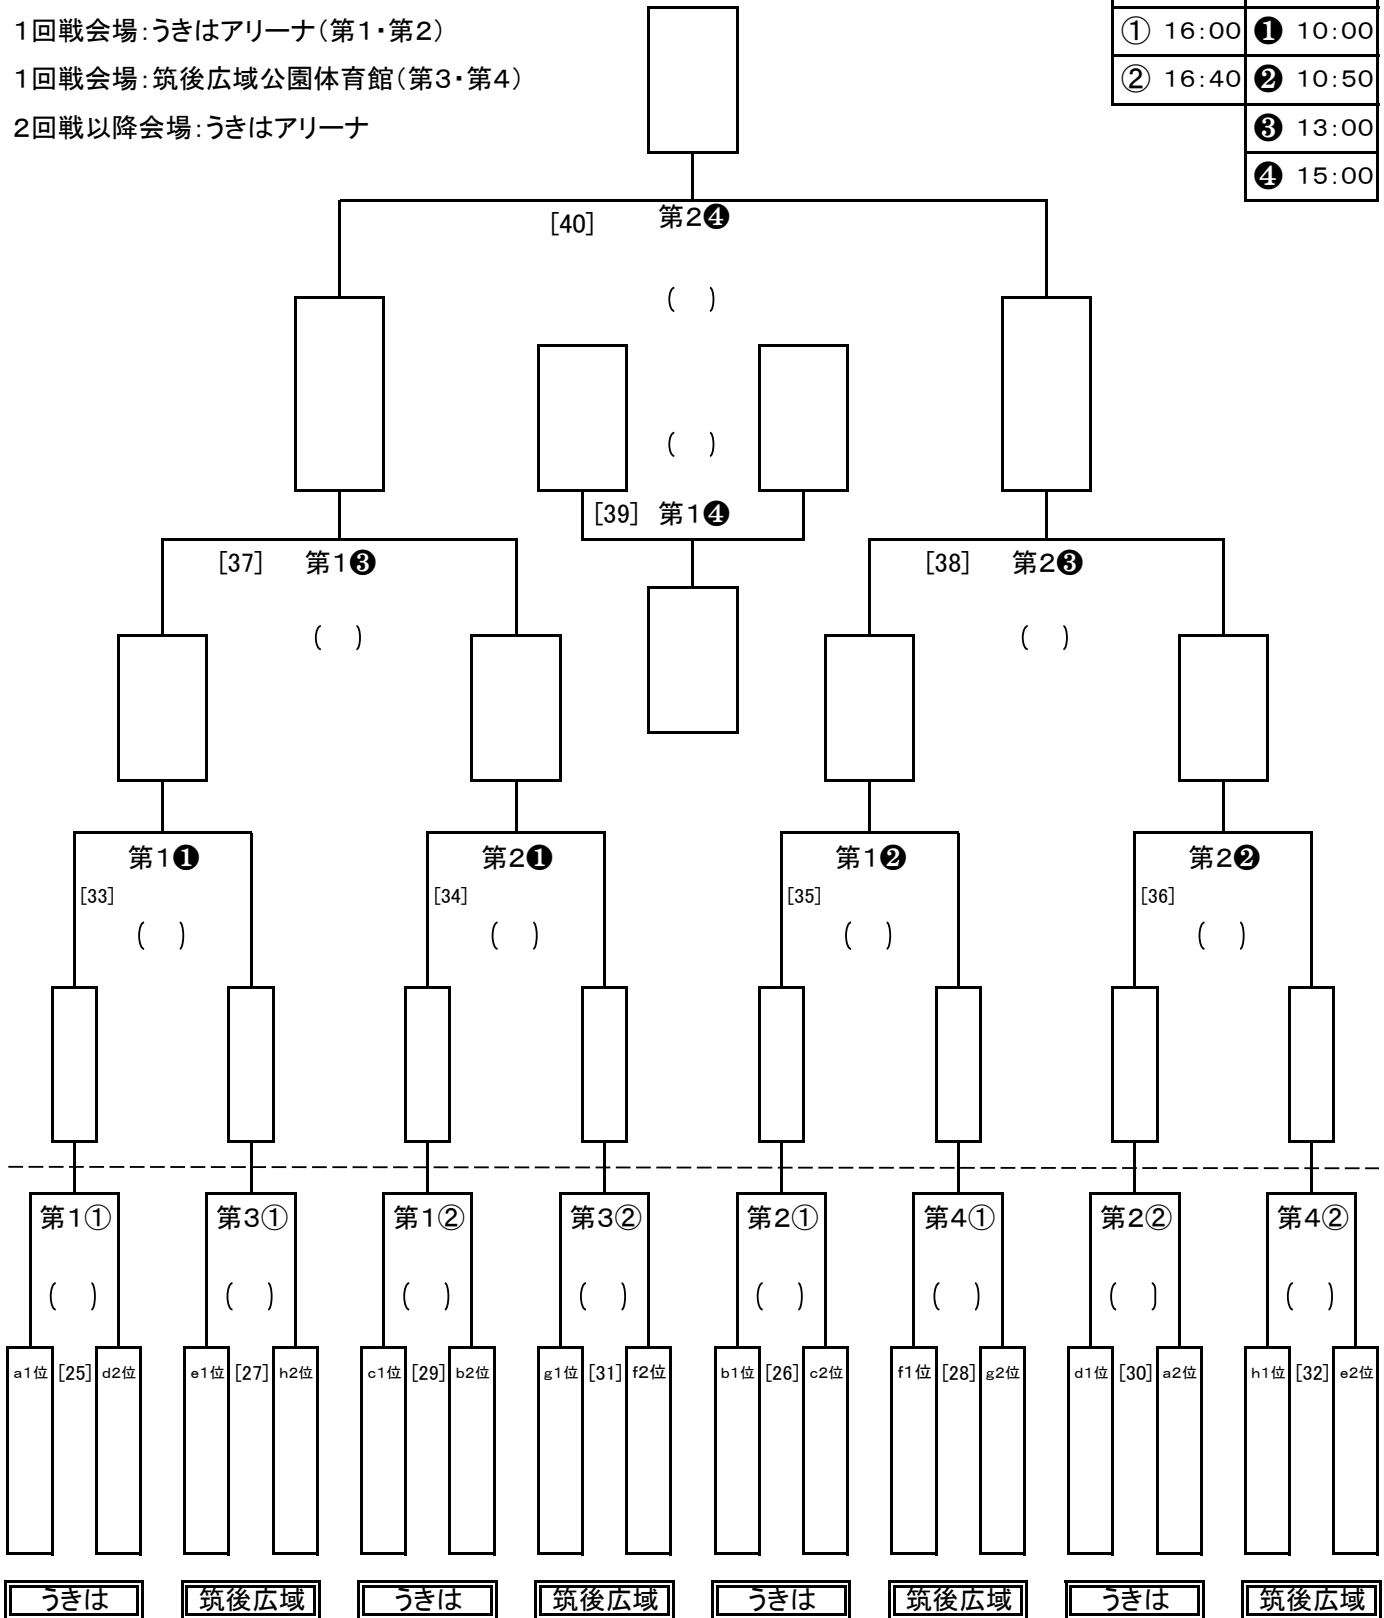 1回戦会場：うきはアリーナ（第1・第2）
① 16：00 ❶ 10：00
1回戦会場：筑後広域公園体育館（第3・第4）
② 16：40 ❷ 10：50
2回戦以降会場：うきはアリーナ
❸ 13：00
❹ 15：00
[40] 第2❹
( )
( )
[39] 第1❹
[37] 第1❸ [38] 第2❸
( ) ( )
第1❶ 第2❶ 第1❷ 第2❷
[33] [34] [35] [36]
( ) ( ) ( ) ( )
第1① 第3① 第1② 第3② 第2① 第4① 第2② 第4②
( ) ( ) ( ) ( ) ( ) ( ) ( ) ( )
a1位 [25] d2位 e1位 [27] h2位 c1位 [29] b2位 g1位 [31] f2位 b1位 [26] c2位 f1位 [28] g2位 d1位 [30] a2位 h1位 [32] e2位
うきは 筑後広域 うきは 筑後広域 うきは 筑後広域 うきは 筑後広域